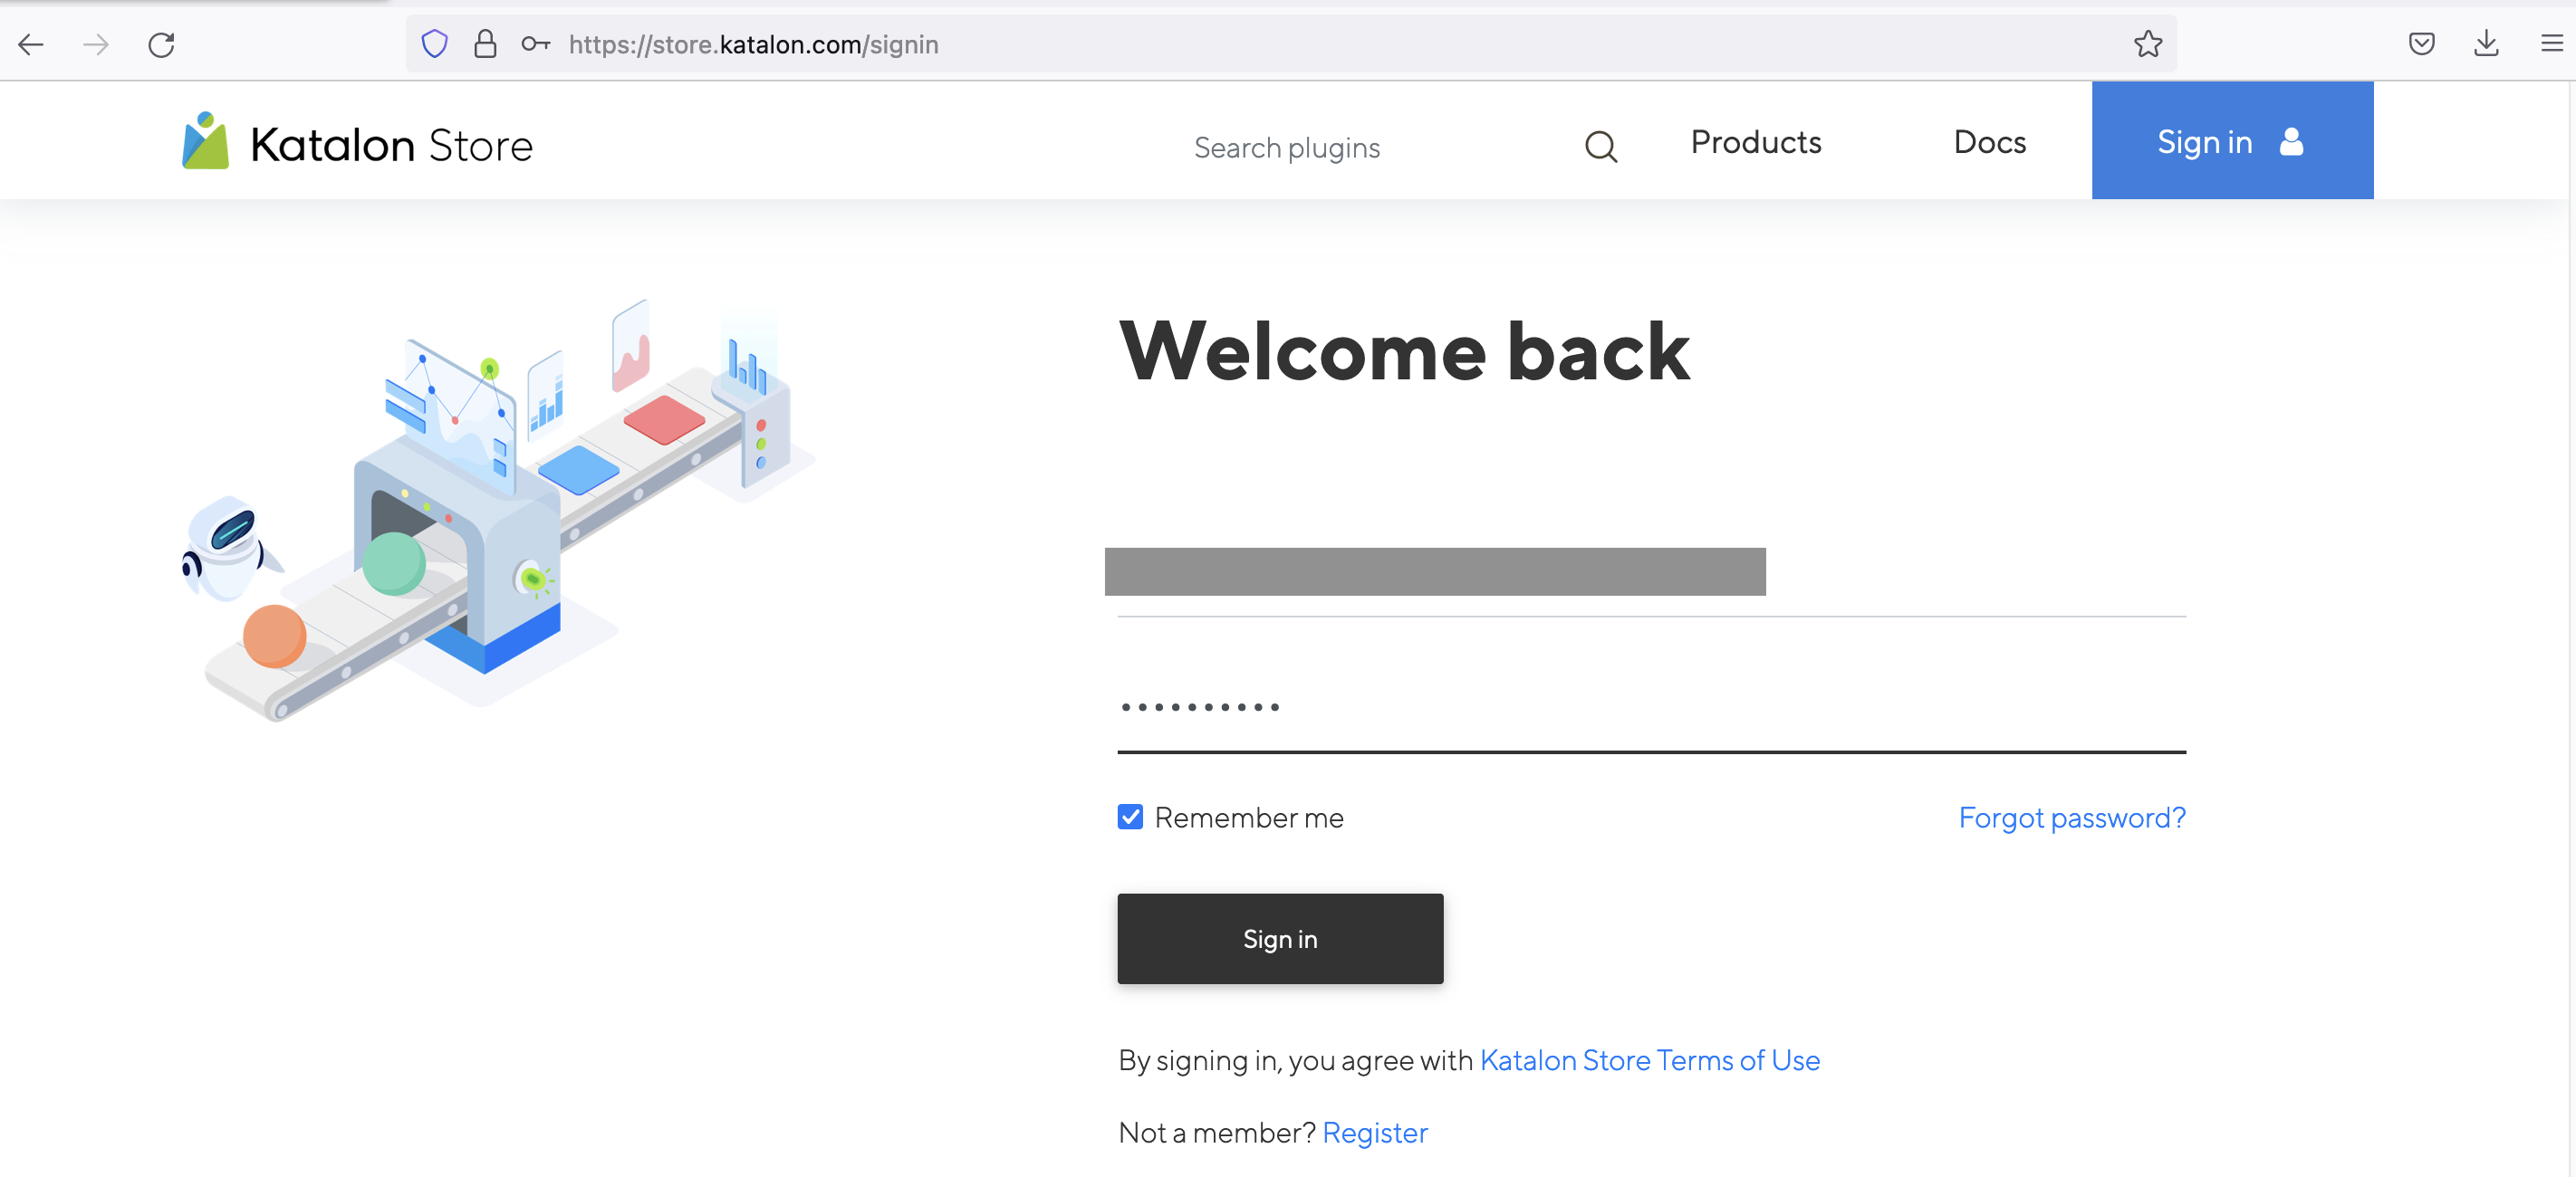 https://store.katalon.com/signin
Katalon Store
Search plugins
Products
Docs
Sign in
Welcome back
••••••••••
Remember me
Forgot password?
Sign in
By signing in, you agree with Katalon Store Terms of Use
Not a member? Register